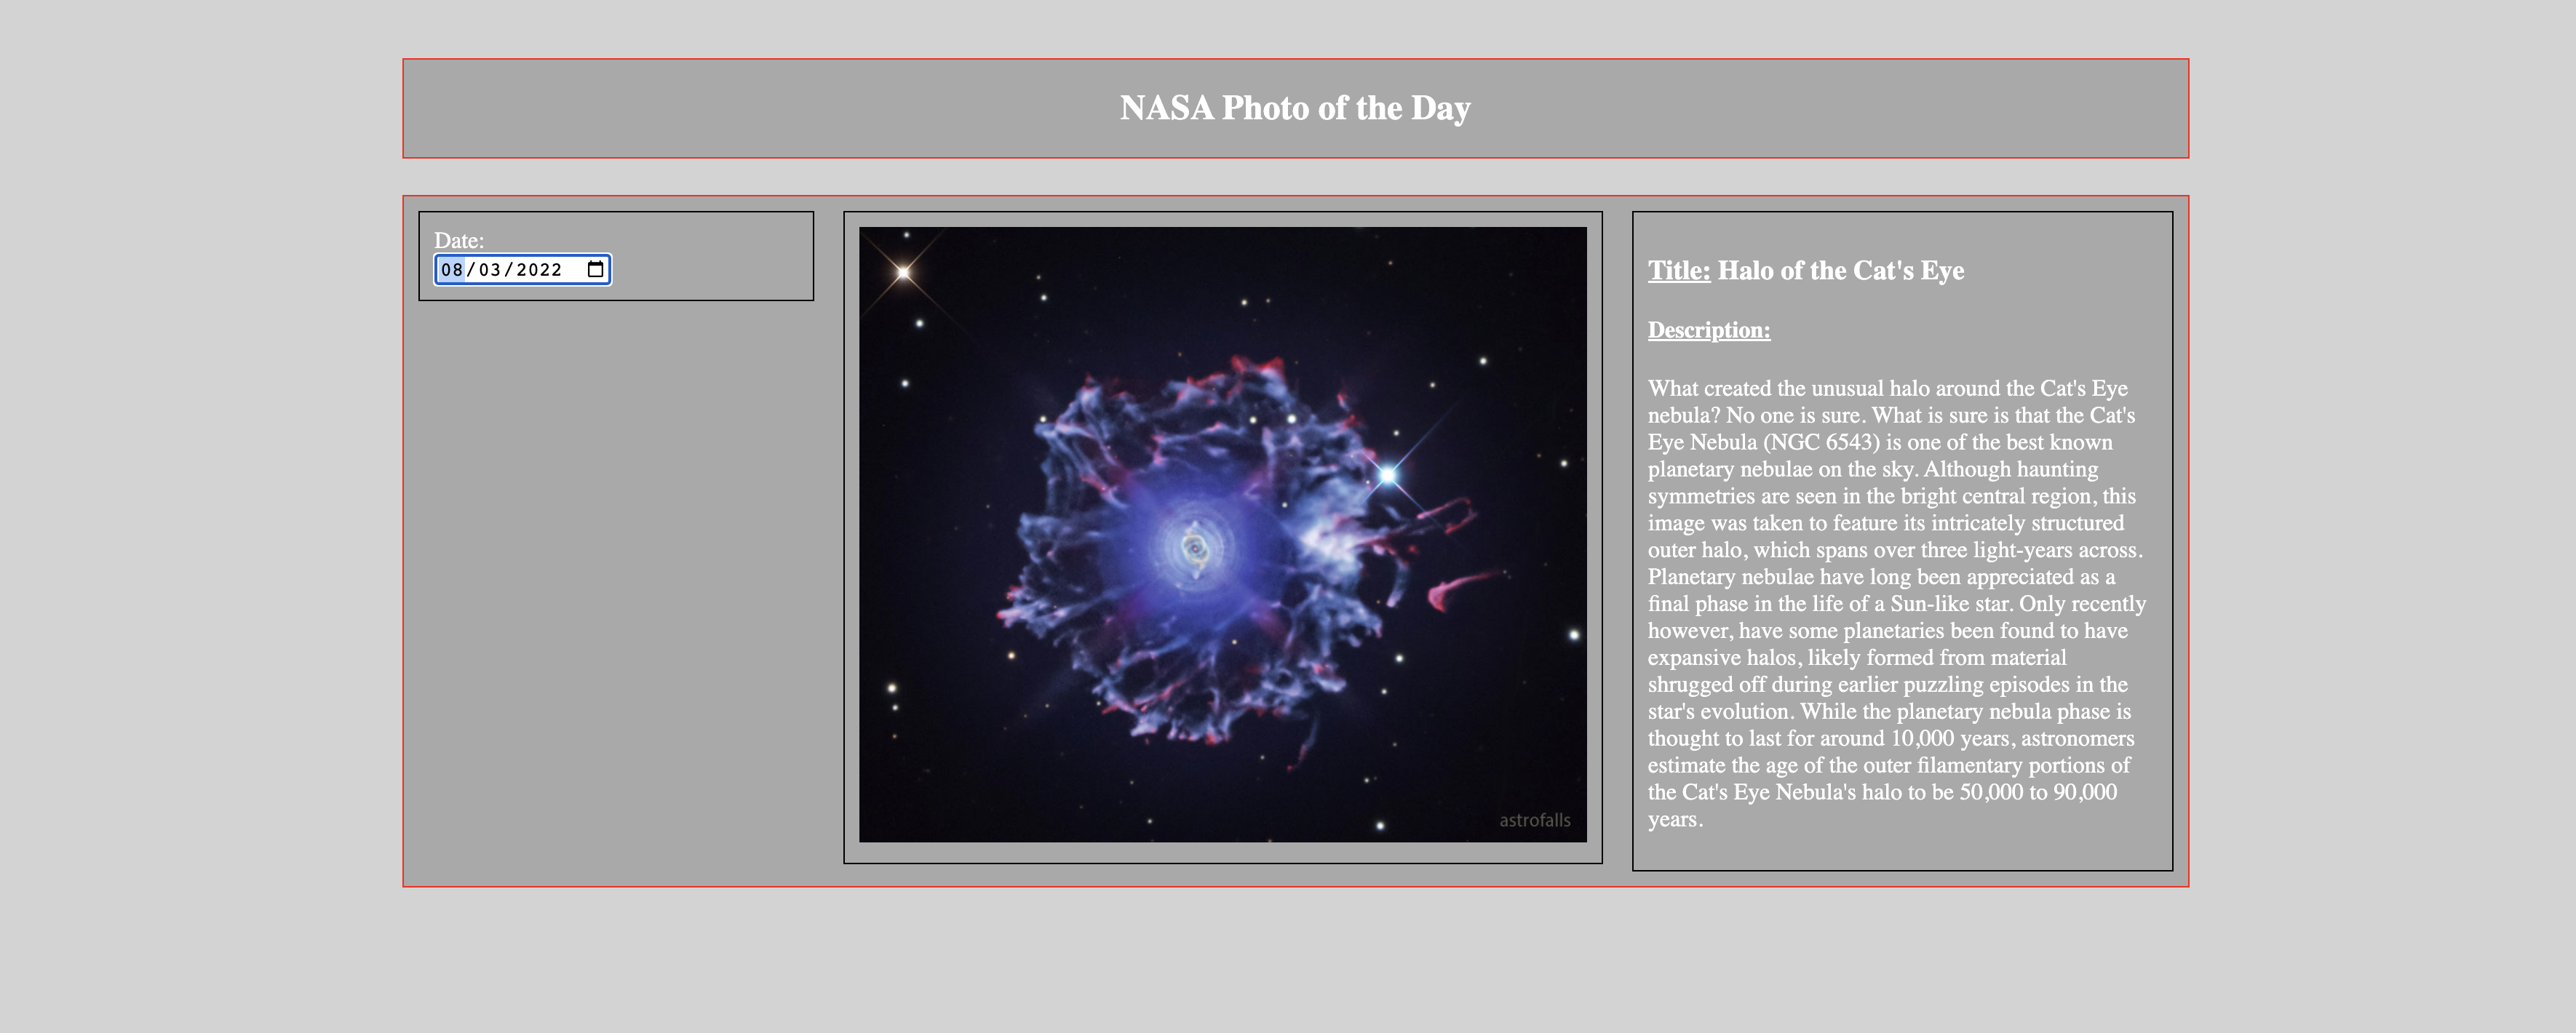 NASA Photo of the Day
Date:
08/03/2022
astrofalls
Title: Halo of the Cat's Eye
Description:
What created the unusual halo around the Cat's Eye
nebula? No one is sure. What is sure is that the Cat's
Eye Nebula (NGC 6543) is one of the best known
planetary nebulae on the sky. Although haunting
symmetries are seen in the bright central region, this
image was taken to feature its intricately structured
outer halo, which spans over three light-years across.
Planetary nebulae have long been appreciated as a
final phase in the life of a Sun-like star. Only recently
however, have some planetaries been found to have
expansive halos, likely formed from material
shrugged off during earlier puzzling episodes in the
star's evolution. While the planetary nebula phase is
thought to last for around 10,000 years, astronomers
estimate the age of the outer filamentary portions of
the Cat's Eye Nebula's halo to be 50,000 to 90,000
years.